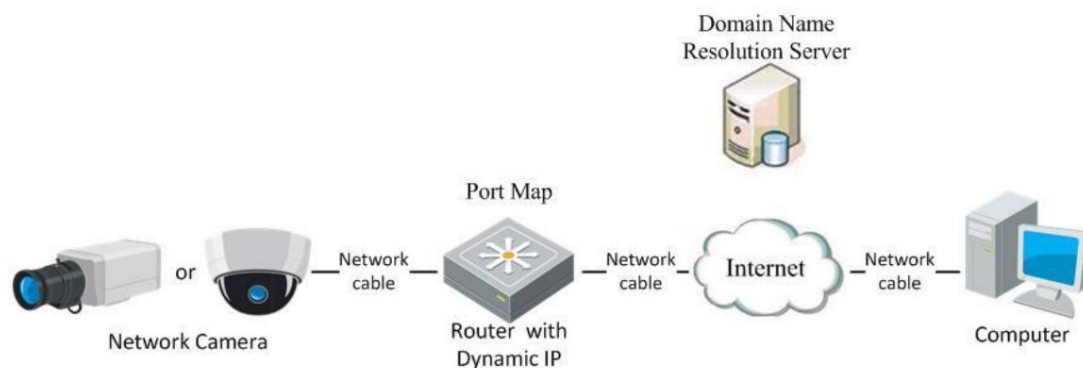 Domain Name
Resolution Server
Port Map
or
Network
cable
Network
cable
Internet
Network
cable
Network Camera
Router with
Dynamic IP
Computer